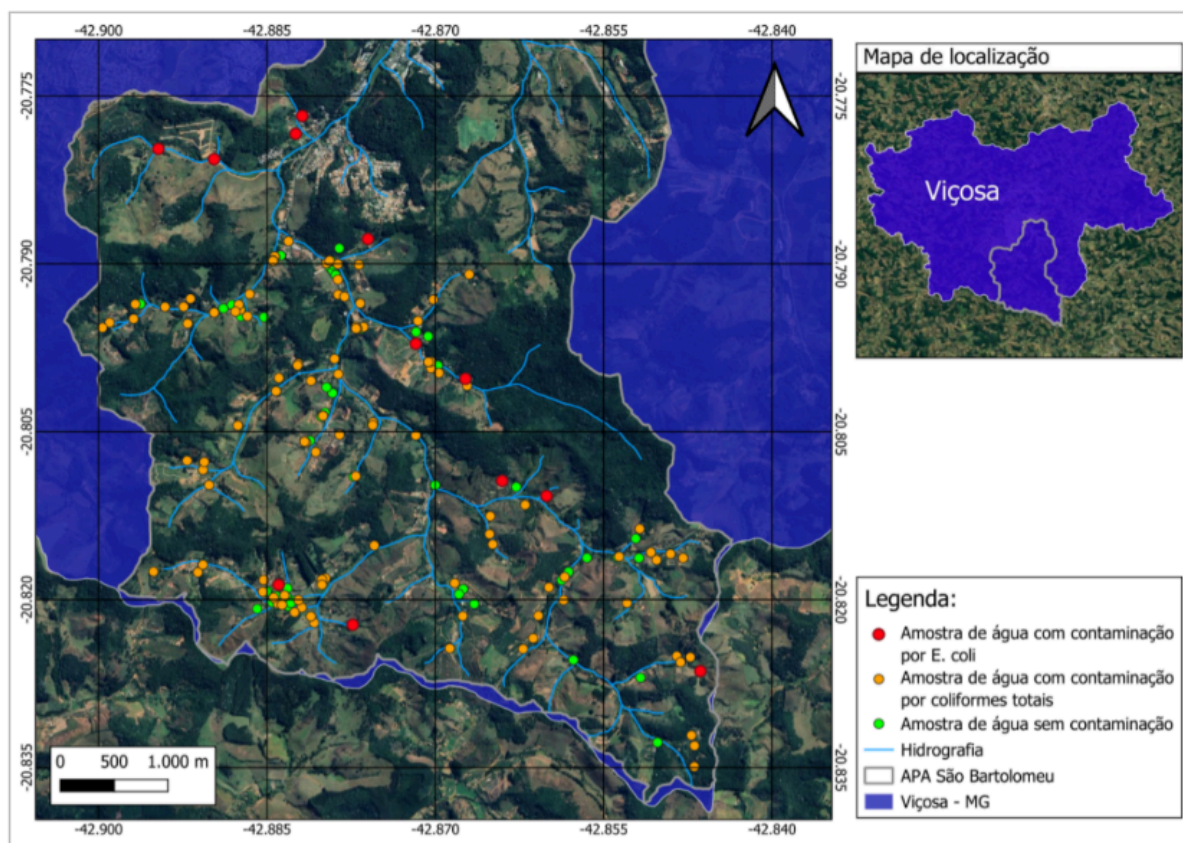 -42.900 -42.885 -42.870 -42.855 -42.840
-20.775
-20.790
-20.805
-20.820
-20.835
-20.775
-20.790
-20.805
-20.820
-20.835
0 500 1.000 m
-42.900 -42.885 -42.870 -42.855 -42.840
Mapa de localização
Viçosa
Legenda:
Amostra de água com contaminação
por E. coli
Amostra de água com contaminação
por coliformes totais
Amostra de água sem contaminação
Hidrografia
APA São Bartolomeu
Viçosa - MG